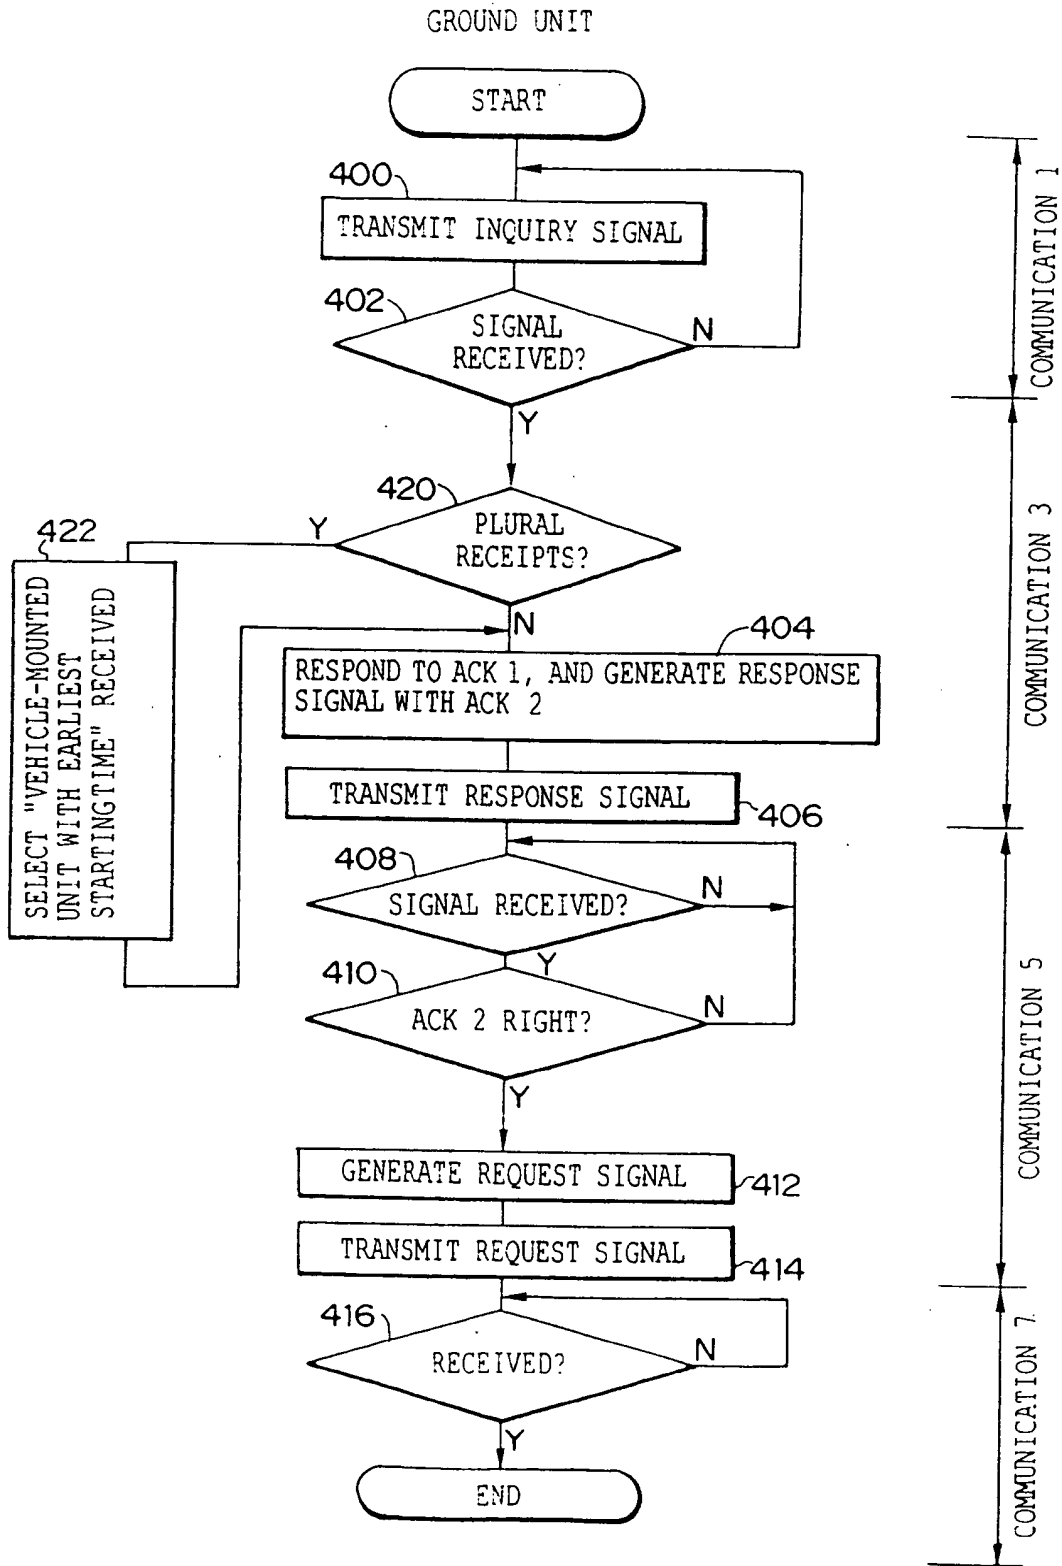 GROUND UNIT
START
400
TRANSMIT INQUIRY SIGNAL
402
SIGNAL
RECEIVED?
N
Y
COMMUNICATION 1
420
PLURAL
RECEIPTS?
Y
N
422
SELECT "VEHICLE-MOUNTED
UNIT WITH EARLIEST
STARTINGTIME" RECEIVED
404
RESPOND TO ACK 1, AND GENERATE RESPONSE
SIGNAL WITH ACK 2
TRANSMIT RESPONSE SIGNAL
406
COMMUNICATION 3
408
SIGNAL RECEIVED?
N
Y
410
ACK 2 RIGHT?
N
Y
GENERATE REQUEST SIGNAL
412
TRANSMIT REQUEST SIGNAL
414
COMMUNICATION 5
416
RECEIVED?
N
Y
END
COMMUNICATION 7